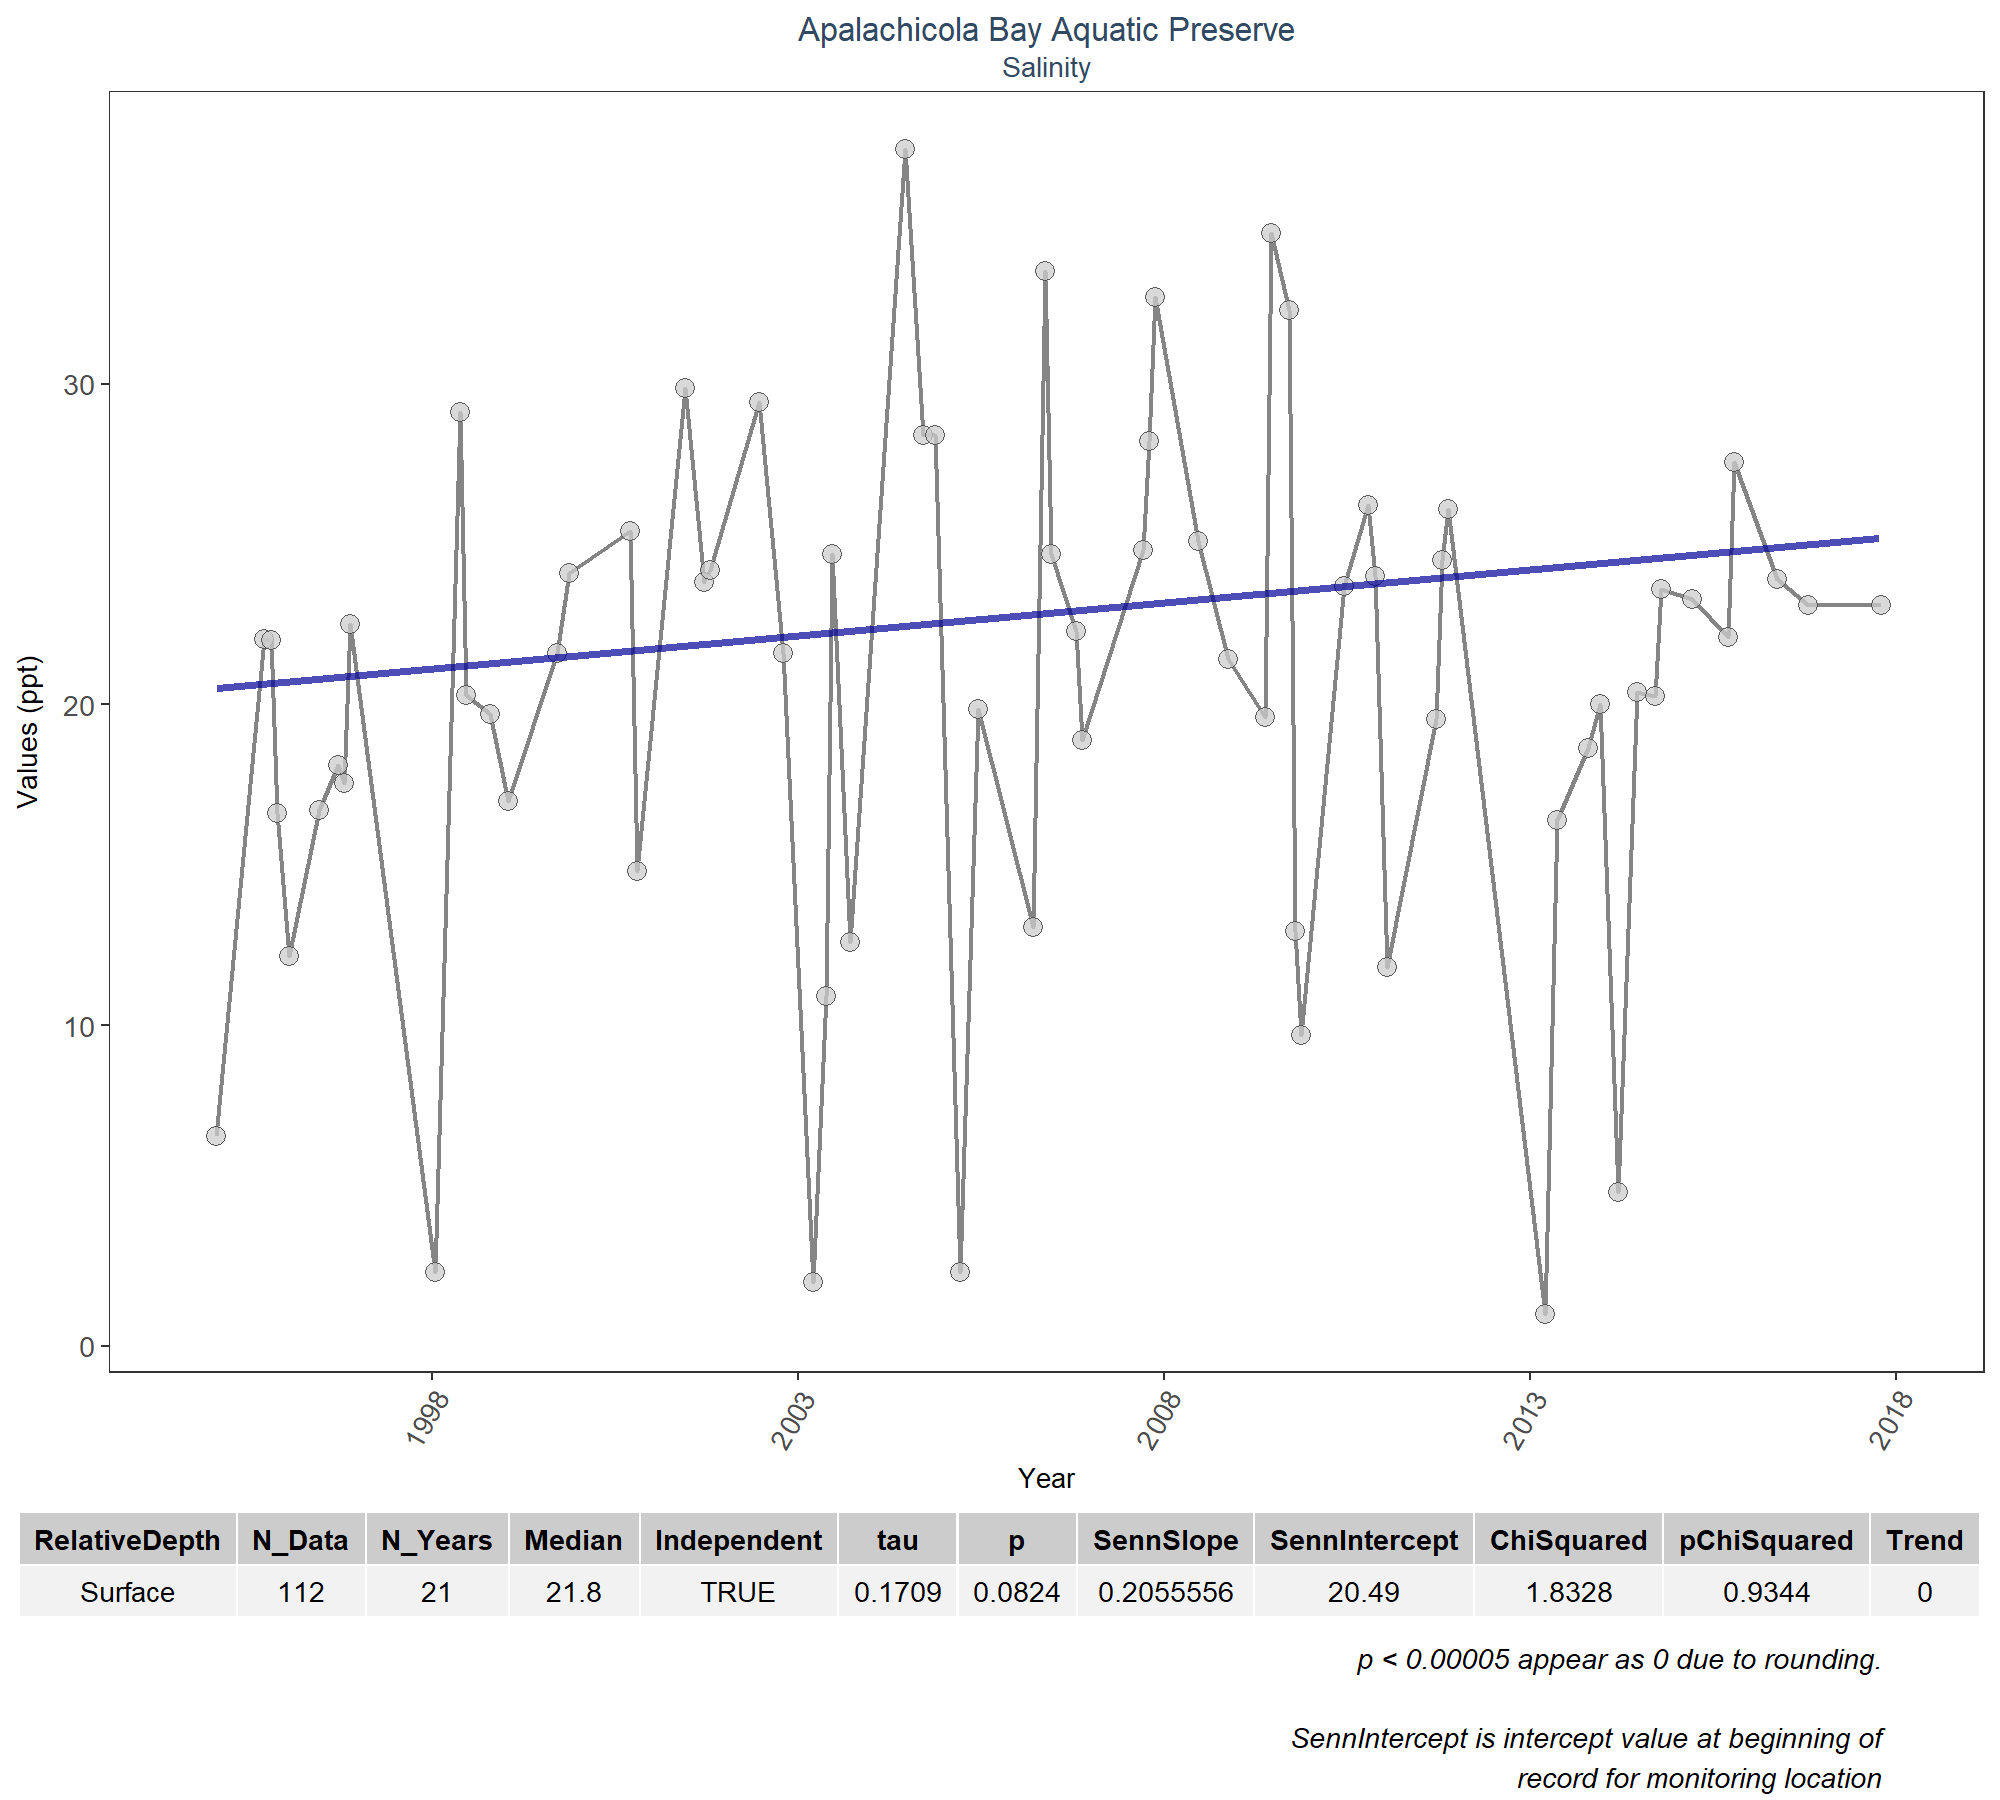 Apalachicola Bay Aquatic Preserve
Salinity
Values (ppt)
30
20
10
0
1998 2003 2008 2013 2018
Year
RelativeDepth N_Data N_Years Median Independent tau p SennSlope SennIntercept ChiSquared pChiSquared Trend
Surface 112 21 21.8 TRUE 0.1709 0.0824 0.2055556 20.49 1.8328 0.9344 0
p < 0.00005 appear as 0 due to rounding.
SennIntercept is intercept value at beginning of
record for monitoring location